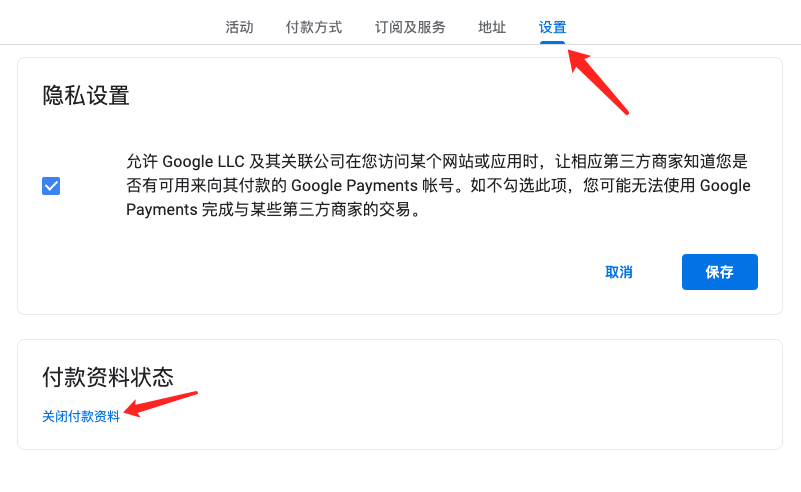 活动 付款方式 订阅及服务 地址 设置
隐私设置
允许 Google LLC 及其关联公司在您访问某个网站或应用时，让相应第三方商家知道您是
否有可用来向其付款的 Google Payments 帐号。如不勾选此项，您可能无法使用 Google
Payments 完成与某些第三方商家的交易。
取消 保存
付款资料状态
关闭付款资料